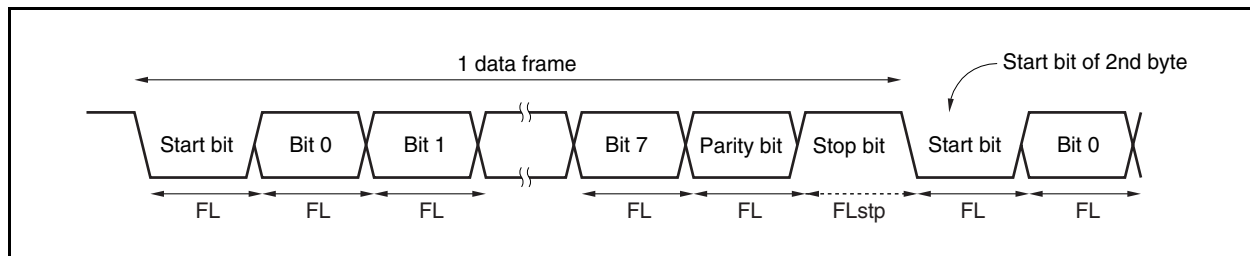 1 data frame
Start bit of 2nd byte
Start bit Bit 0 Bit 1 Bit 7 Parity bit Stop bit Start bit Bit 0
FL FL FL FL FL FLstp FL FL